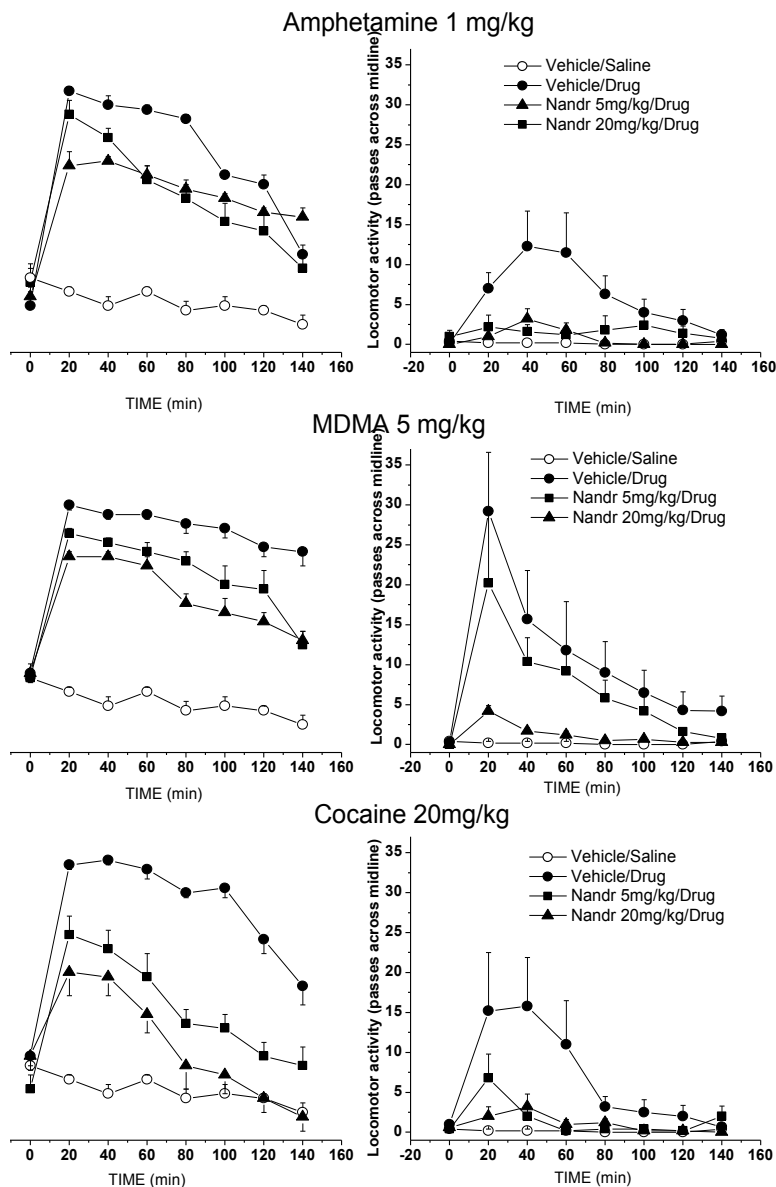 Amphetamine 1 mg/kg
0 20 40 60 80 100 120 140 160
TIME (min)
Locomotor activity (passes across midline)
35
30
25
20
15
10
5
0
Vehicle/Saline
Vehicle/Drug
Nandr 5mg/kg/Drug
Nandr 20mg/kg/Drug
0 20 40 60 80 100 120 140 160
TIME (min)
MDMA 5 mg/kg
0 20 40 60 80 100 120 140 160
TIME (min)
Locomotor activity (passes across midline)
35
30
25
20
15
10
5
0
Vehicle/Saline
Vehicle/Drug
Nandr 5mg/kg/Drug
Nandr 20mg/kg/Drug
-20 0 20 40 60 80 100 120 140 160
TIME (min)
Cocaine 20mg/kg
0 20 40 60 80 100 120 140 160
TIME (min)
Locomotor activity (passes across midline)
35
30
25
20
15
10
5
0
Vehicle/Saline
Vehicle/Drug
Nandr 5mg/kg/Drug
Nandr 20mg/kg/Drug
-20 0 20 40 60 80 100 120 140 160
TIME (min)